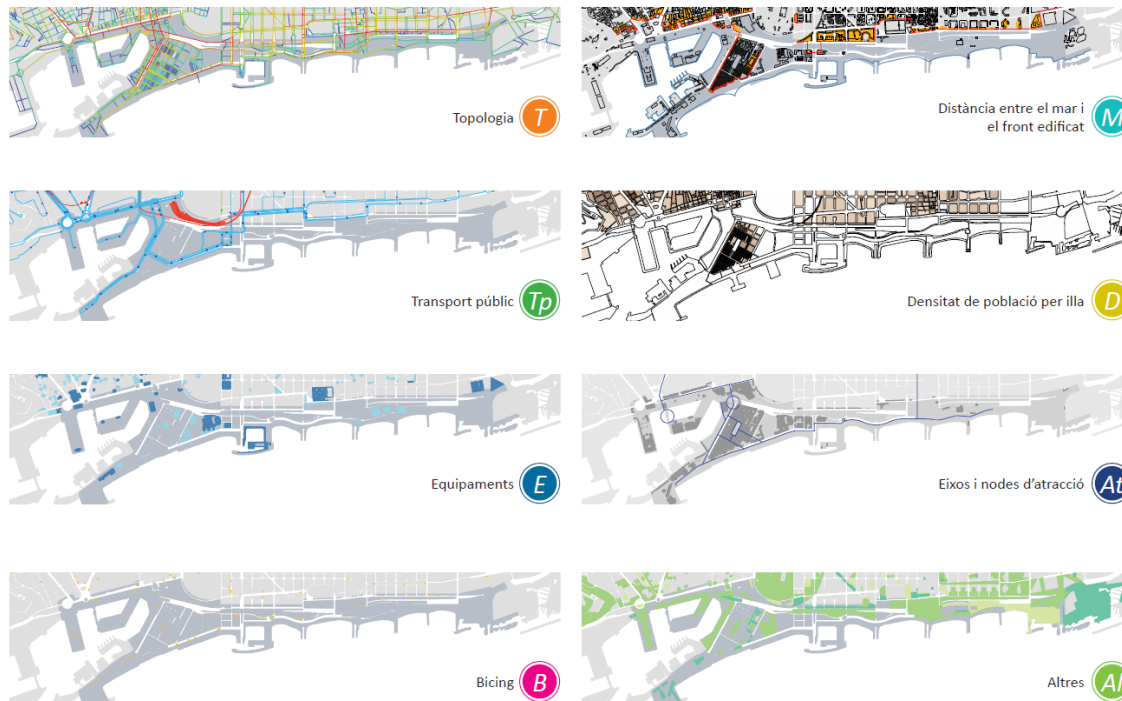 Topologia T
Distància entre el mar i
el front edificat M
Transport públic Tp
Densitat de població per illa D
Equipaments E
Eixos i nodes d'atracció At
Bicing B
Altres Al